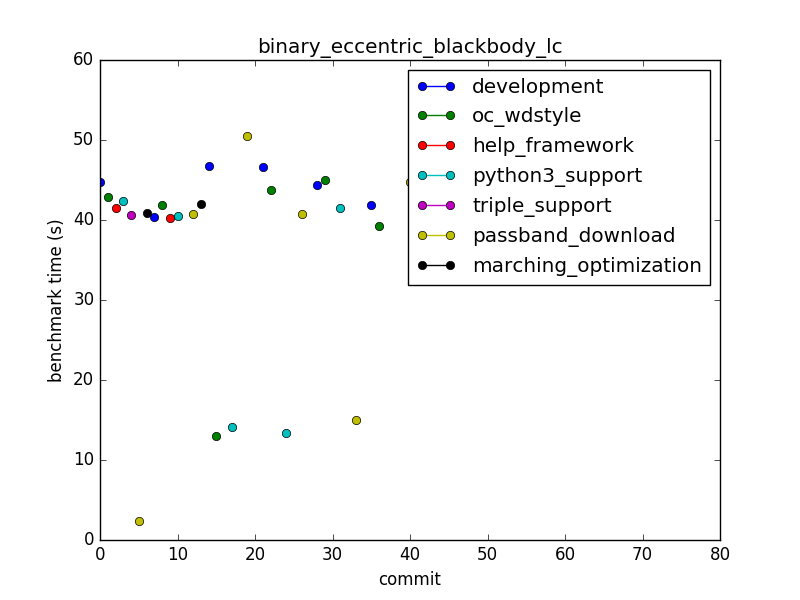 binary_eccentric_blackbody_lc
60
50
40
30
20
10
0
benchmark time (s)
development
oc_wdstyle
help_framework
python3_support
triple_support
passband_download
marching_optimization
0 10 20 30 40 50 60 70 80
commit